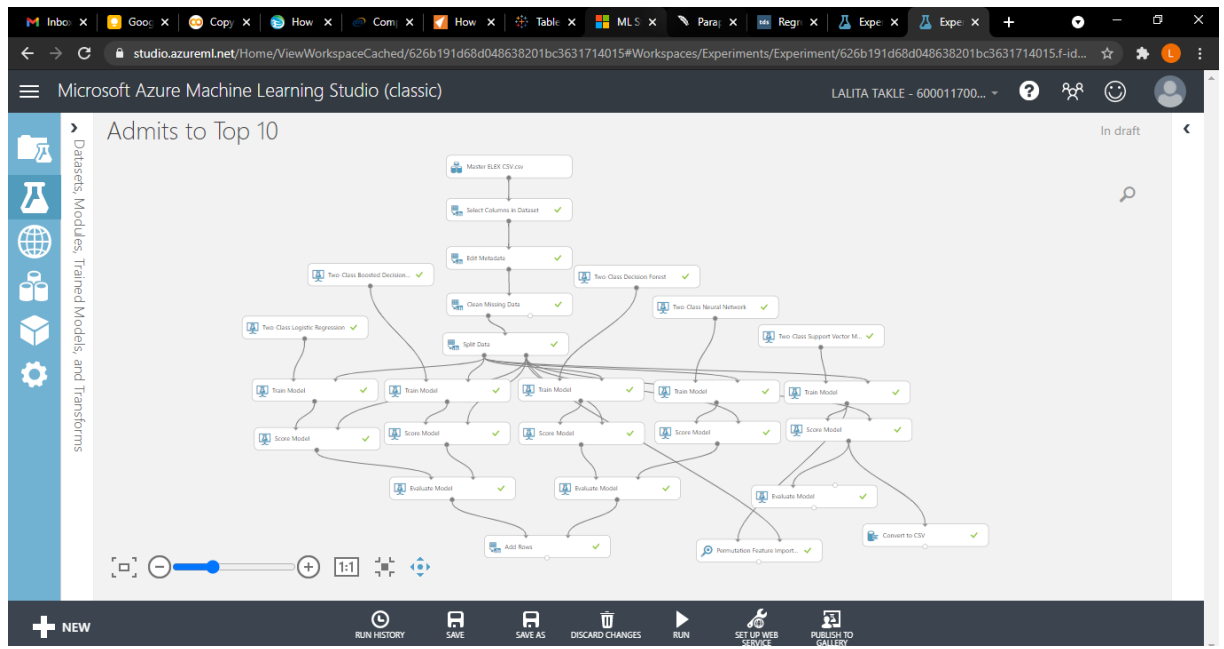 Inbo
Goog
Copy
How
Com
How
Table
ML S
Parap
tds
Regr
Expe
Expe
studio.azureml.net/Home/ViewWorkspaceCached/626b191d68d048638201bc3631714015#Workspaces/Experiments/Experiment/626b191d68d048638201bc3631714015.f-id...
L
Microsoft Azure Machine Learning Studio (classic)
LALITA TAKLE - 600011700...
Datasets, Modules, Trained Models, and Transforms
Admits to Top 10
In draft
Master ELEX CSV.csv
Select Columns in Dataset
Edit Metadata
Two-Class Boosted Decision...
Two-Class Decision Forest
Clean Missing Data
Two-Class Neural Network
Two-Class Logistic Regression
Split Data
Two-Class Support Vector M...
Train Model
Train Model
Train Model
Train Model
Train Model
Score Model
Score Model
Score Model
Score Model
Score Model
Evaluate Model
Evaluate Model
Evaluate Model
Add Rows
Permutation Feature Import...
Convert to CSV
1:1
NEW
RUN HISTORY
SAVE
SAVE AS
DISCARD CHANGES
RUN
SET UP WEB
SERVICE
PUBLISH TO
GALLERY